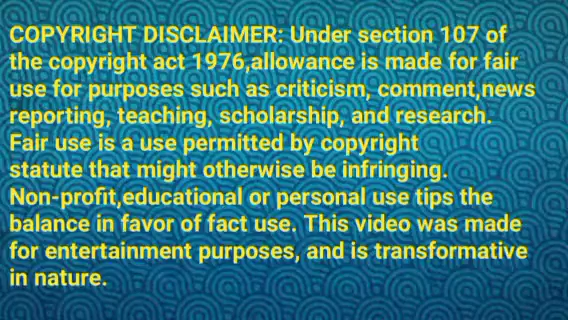 COPYRIGHT DISCLAIMER: Under section 107 of
the copyright act 1976,allowance is made for fair
use for purposes such as criticism, comment,news
reporting, teaching, scholarship, and research.
Fair use is a use permitted by copyright
statute that might otherwise be infringing.
Non-profit,educational or personal use tips the
balance in favor of fact use. This video was made
for entertainment purposes, and is transformative
in nature.